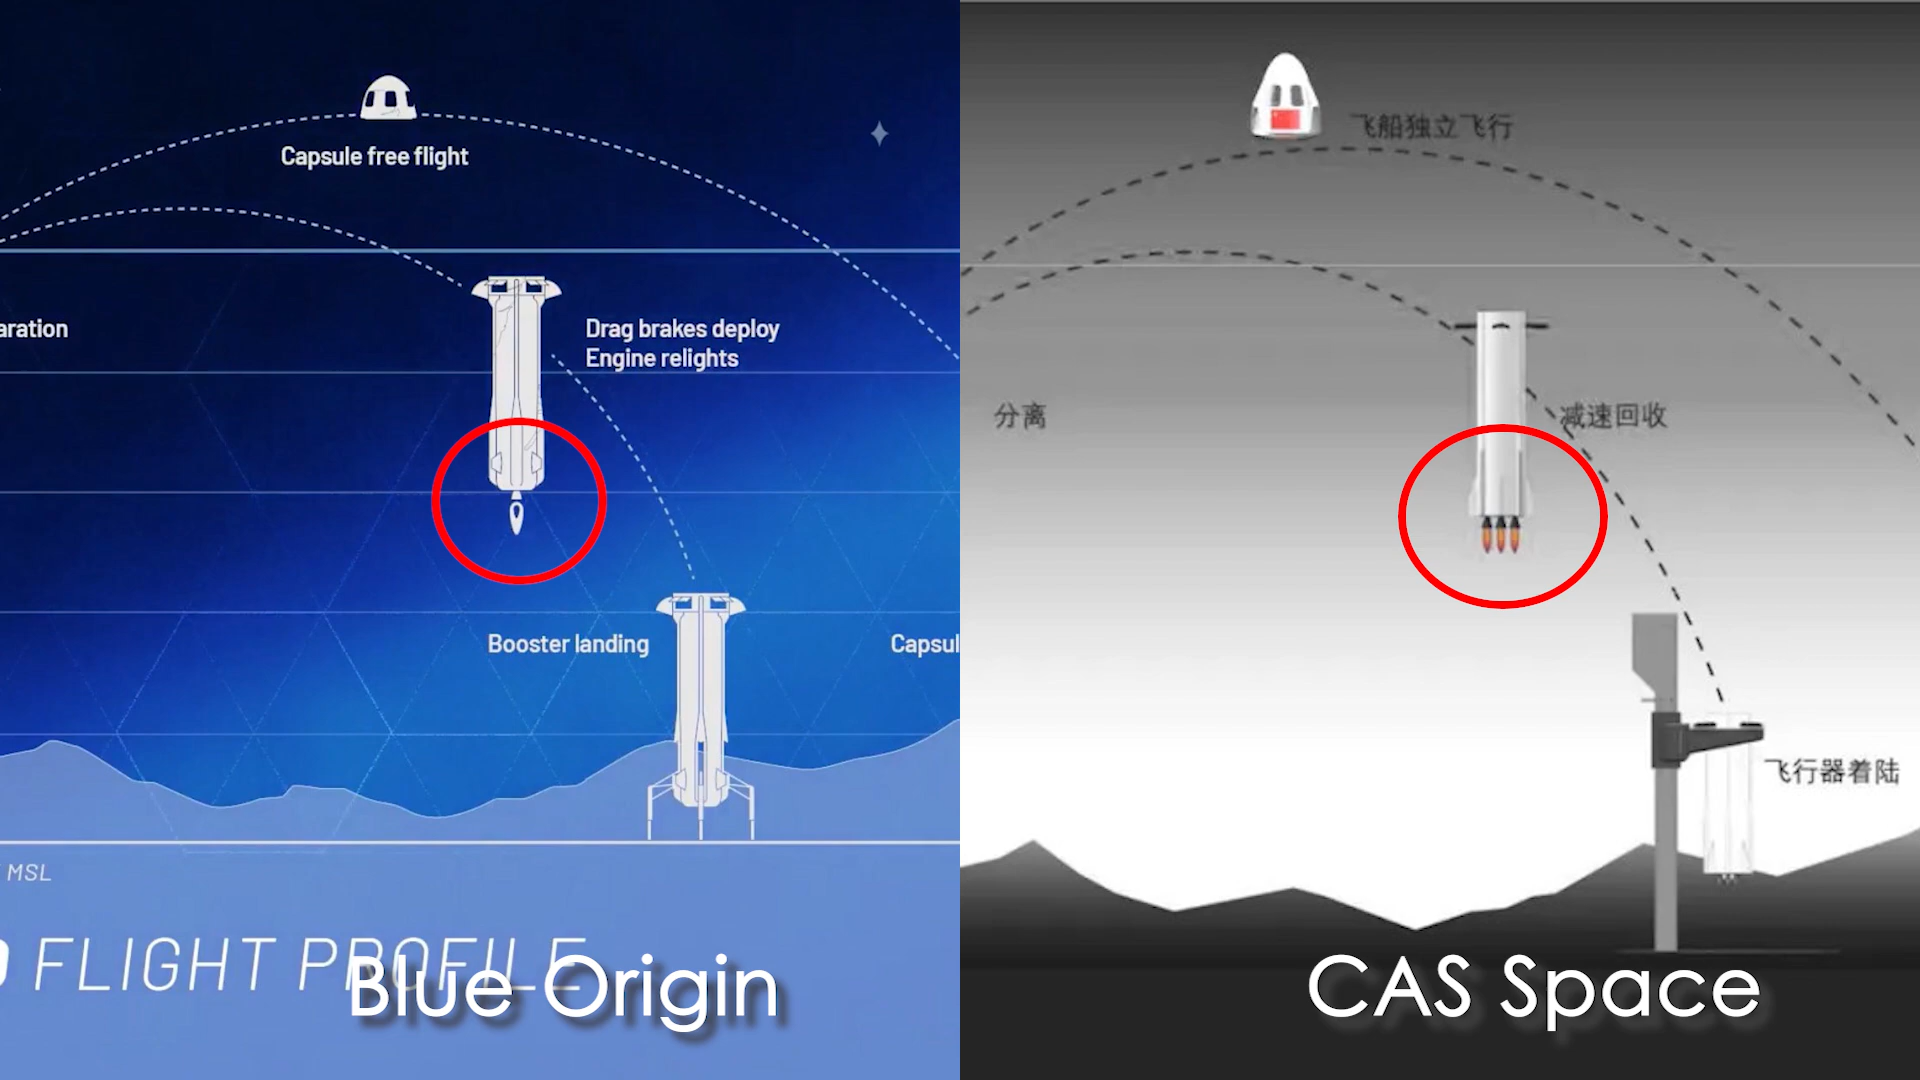 Capsule free flight
aration
Drag brakes deploy
Engine relights
Booster landing
Capsul
MSL
FLIGHT PROFILE
Blue Origin
飞船独立飞行
分离
减速回收
飞行器着陆
CAS Space